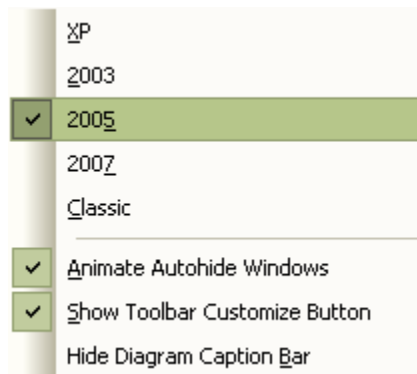 XP
2003
2005
2007
Classic
Animate Autohide Windows
Show Toolbar Customize Button
Hide Diagram Caption Bar